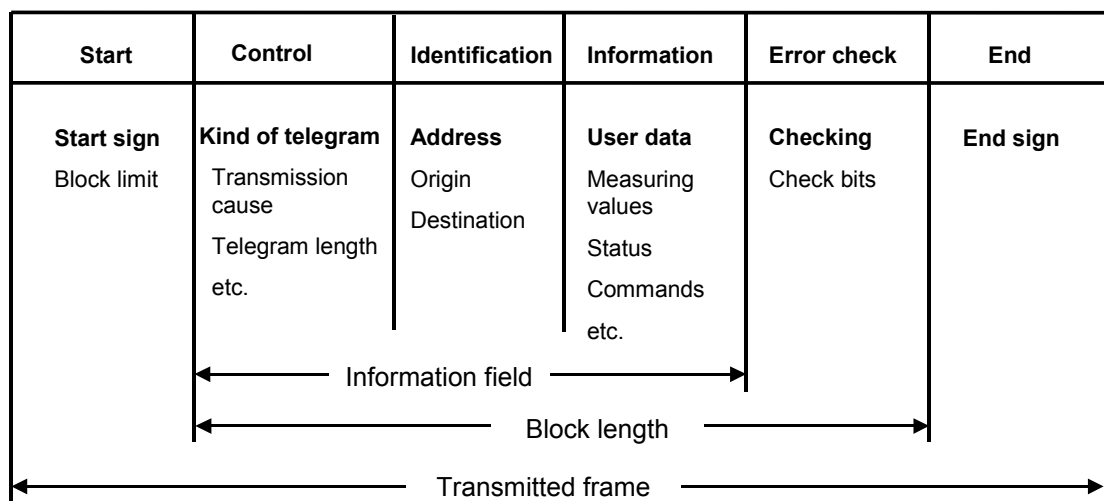 Start Control Identification Information Error check End
Start sign Kind of telegram Address User data Checking End sign
Block limit Transmission cause Origin Measuring values Check bits
Telegram length Destination Status
etc. Commands
etc.
Information field
Block length
Transmitted frame